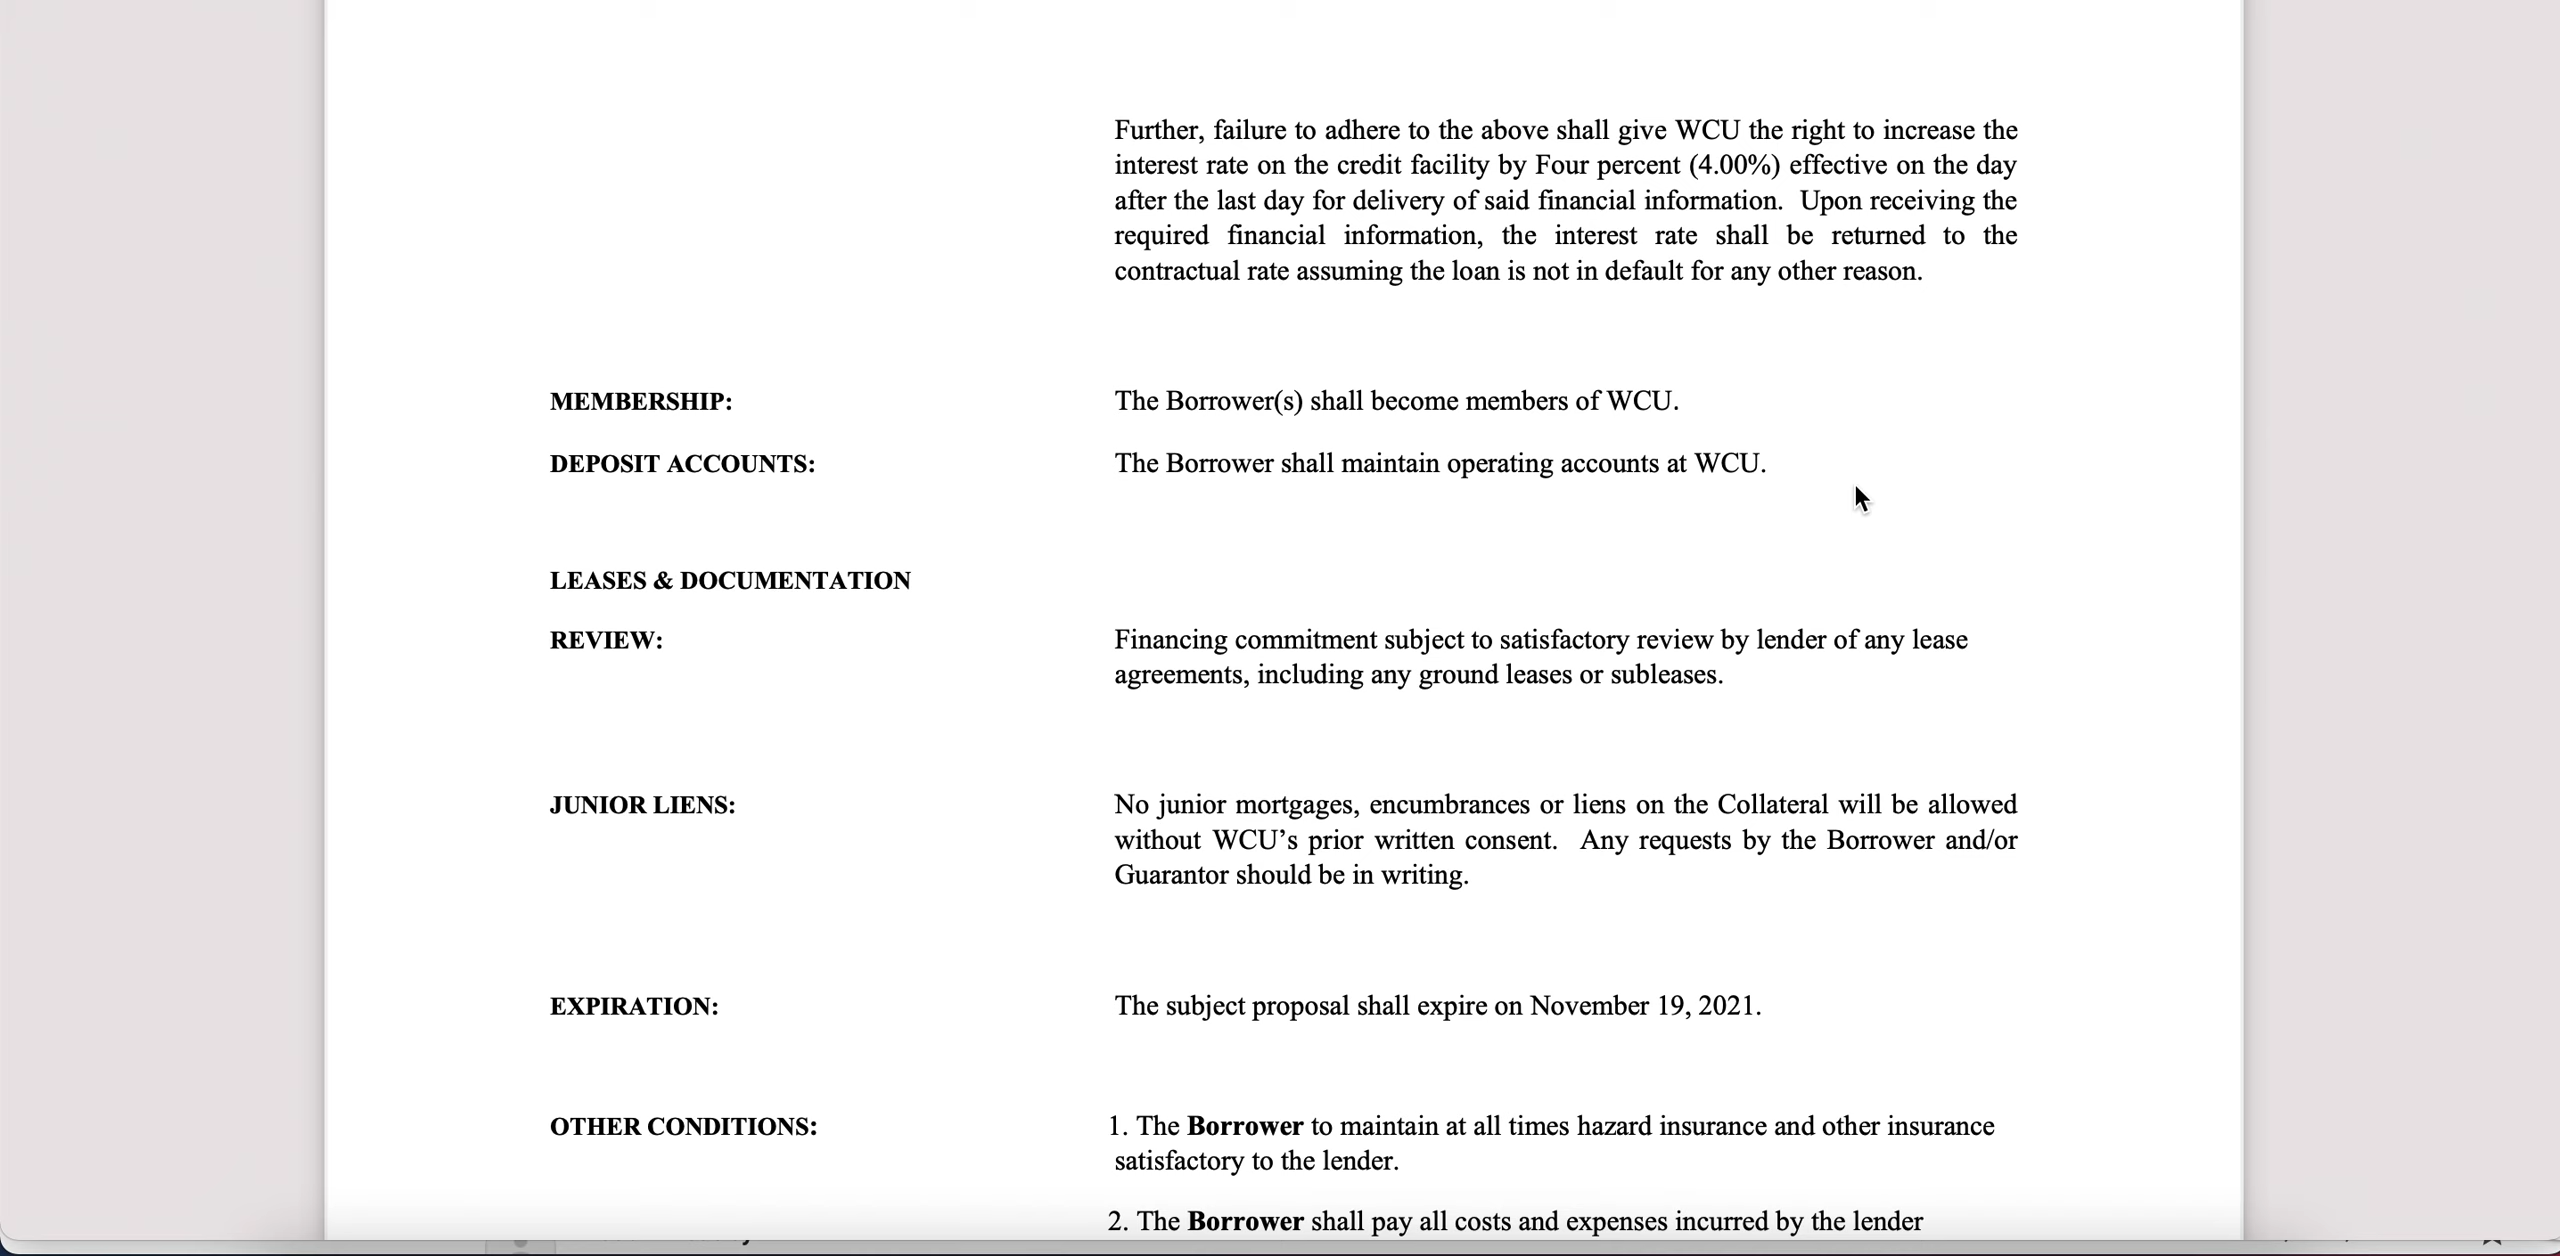 Further, failure to adhere to the above shall give WCU the right to increase the
interest rate on the credit facility by Four percent (4.00%) effective on the day
after the last day for delivery of said financial information.  Upon receiving the
required financial information, the interest rate shall be returned to the
contractual rate assuming the loan is not in default for any other reason.
MEMBERSHIP: The Borrower(s) shall become members of WCU.
DEPOSIT ACCOUNTS: The Borrower shall maintain operating accounts at WCU.
LEASES & DOCUMENTATION
REVIEW: Financing commitment subject to satisfactory review by lender of any lease
agreements, including any ground leases or subleases.
JUNIOR LIENS: No junior mortgages, encumbrances or liens on the Collateral will be allowed
without WCU’s prior written consent.  Any requests by the Borrower and/or
Guarantor should be in writing.
EXPIRATION: The subject proposal shall expire on November 19, 2021.
OTHER CONDITIONS: 1. The Borrower to maintain at all times hazard insurance and other insurance
satisfactory to the lender.
2. The Borrower shall pay all costs and expenses incurred by the lender